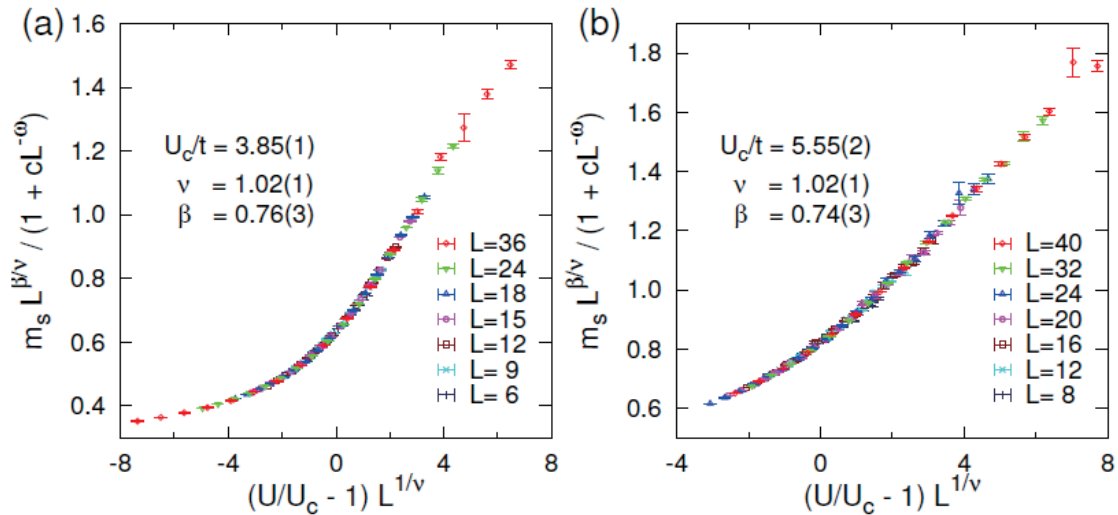 (a)
1.6
1.4
1.2
1.0
0.8
0.6
0.4
-8
-4
0
4
8
m_s L^{β/ν} / (1 + cL^{-ω})
(U/U_c - 1) L^{1/ν}
U_c/t = 3.85(1)
ν = 1.02(1)
β = 0.76(3)
L=36
L=24
L=18
L=15
L=12
L= 9
L= 6
(b)
1.8
1.6
1.4
1.2
1.0
0.8
0.6
-4
0
4
8
m_s L^{β/ν} / (1 + cL^{-ω})
(U/U_c - 1) L^{1/ν}
U_c/t = 5.55(2)
ν = 1.02(1)
β = 0.74(3)
L=40
L=32
L=24
L=20
L=16
L=12
L= 8